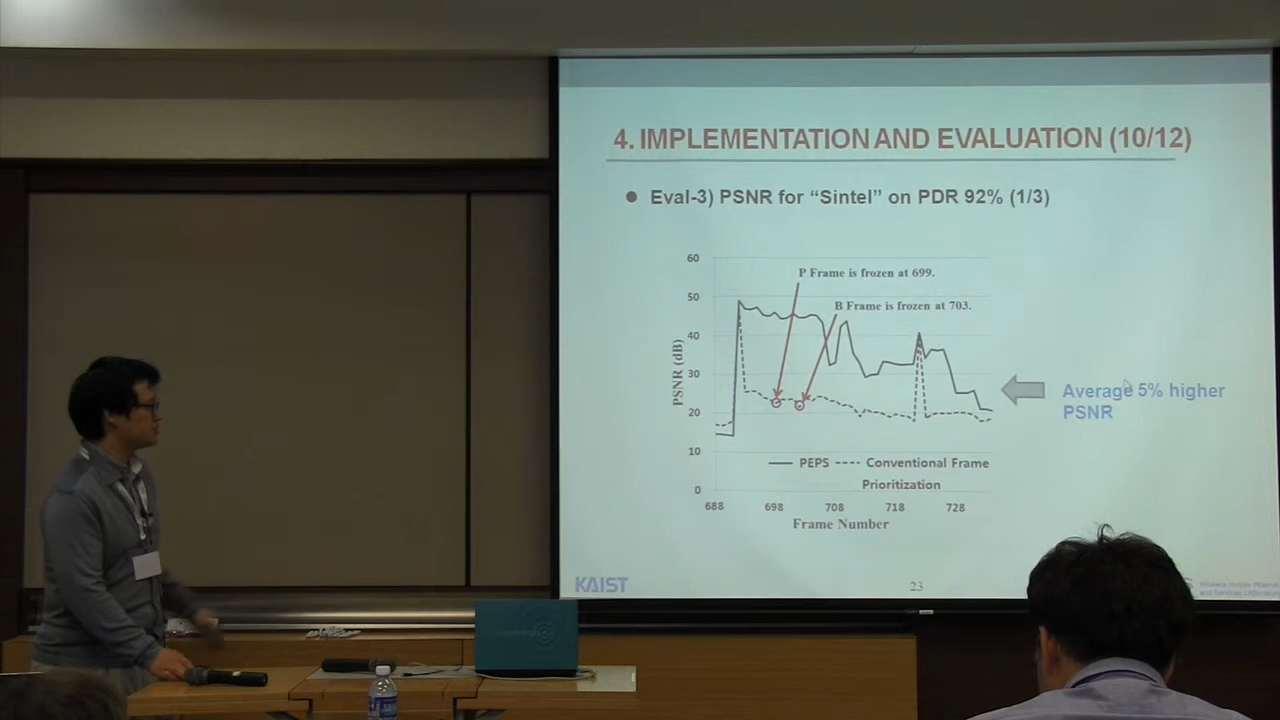 4. IMPLEMENTATION AND EVALUATION (10/12)
● Eval-3) PSNR for “Sintel” on PDR 92% (1/3)
60
50
40
30
20
10
0
PSNR (dB)
P Frame is frozen at 699.
B Frame is frozen at 703.
PEPS
Conventional Frame
Prioritization
688 698 708 718 728
Frame Number
Average 5% higher
PSNR
KAIST
23